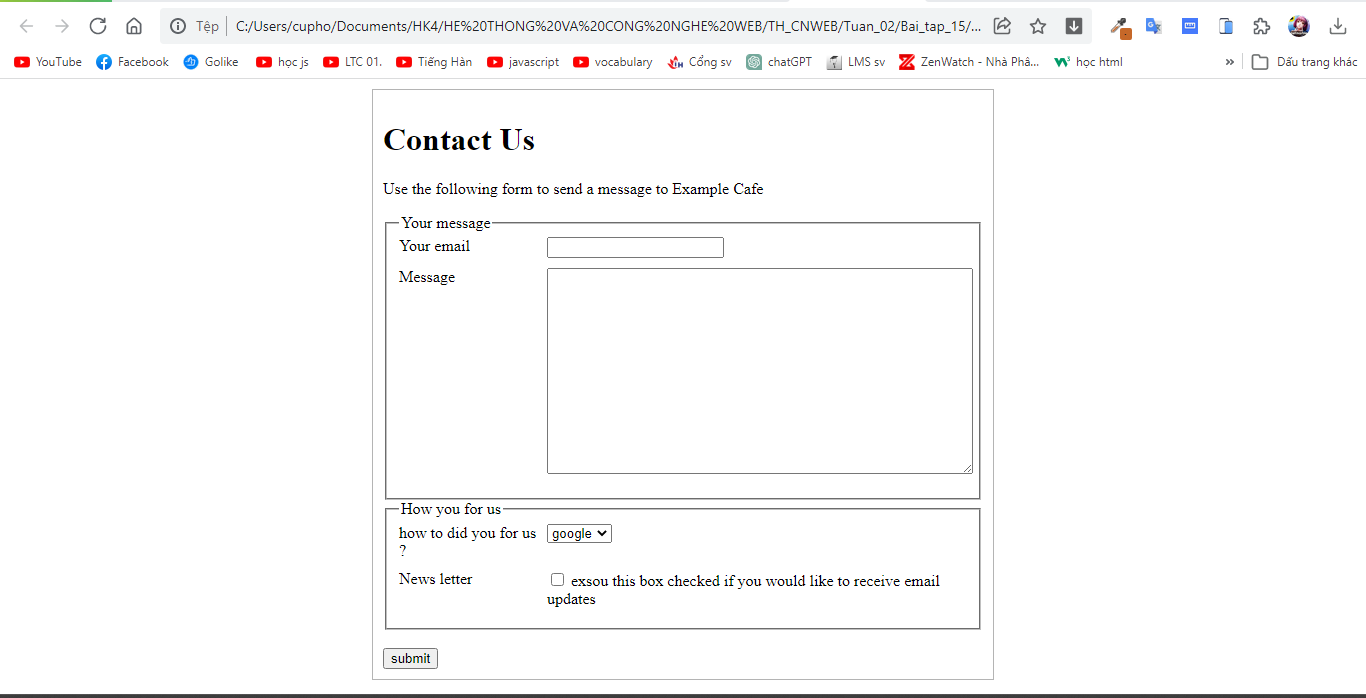 Tệp C:/Users/cupho/Documents/HK4/HE%20THONG%20VA%20CONG%20NGHE%20WEB/TH_CNWEB/Tuan_02/Bai_tap_15/...
YouTube Facebook Golike học js LTC 01. Tiếng Hàn javascript vocabulary Cổng sv chatGPT LMS sv ZenWatch - Nhà Phâ... học html » Dấu trang khác
Contact Us
Use the following form to send a message to Example Cafe
Your message
Your email
Message
How you for us
how to did you for us google
?
News letter exsou this box checked if you would like to receive email
updates
submit